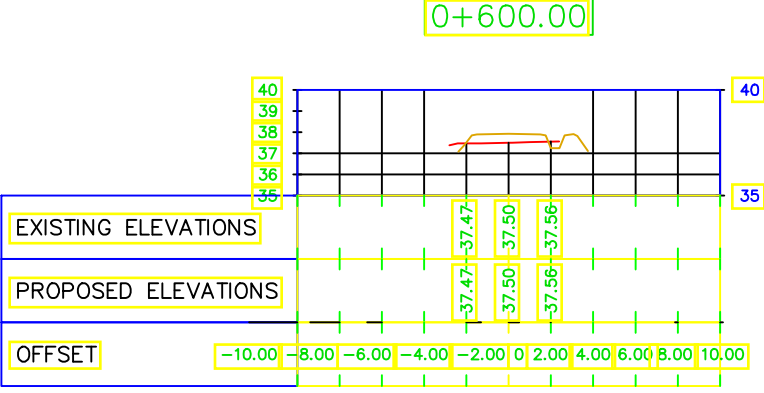 0+600.00
40 40
39
38
37
36
35 35
EXISTING ELEVATIONS 37.47 37.50 37.56
PROPOSED ELEVATIONS 37.47 37.50 37.56
OFFSET -10.00 -8.00 -6.00 -4.00 -2.00 0 2.00 4.00 6.00 8.00 10.00